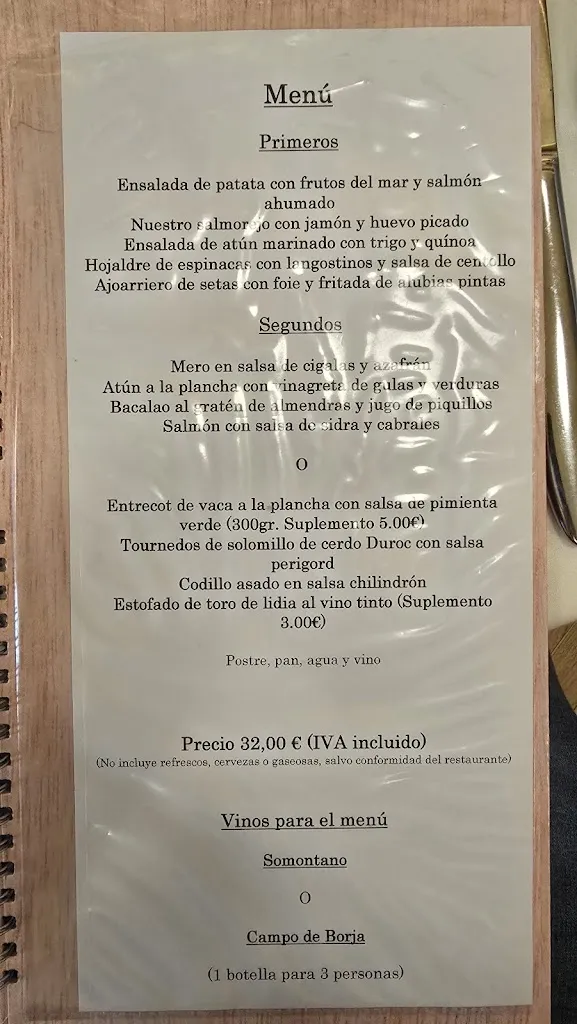 Menú
Primeros
Ensalada de patata con frutos del mar y salmón
ahumado
Nuestro salmorejo con jamón y huevo picado
Ensalada de atún marinado con trigo y quínoa
Hojaldre de espinacas con langostinos y salsa de centollo
Ajoarriero de setas con foie y fritada de alubias pintas
Segundos
Mero en salsa de cigalas y azafrán
Atún a la plancha con vinagreta de gulas y verduras
Bacalao al gratén de almendras y jugo de piquillos
Salmón con salsa de sidra y cabrales
O
Entrecot de vaca a la plancha con salsa de pimienta
verde (300gr. Suplemento 5.00€)
Tournedos de solomillo de cerdo Duroc con salsa
perigord
Codillo asado en salsa chilindrón
Estofado de toro de lidia al vino tinto (Suplemento
3.00€)
Postre, pan, agua y vino
Precio 32,00 € (IVA incluido)
(No incluye refrescos, cervezas o gaseosas, salvo conformidad del restaurante)
Vinos para el menú
Somontano
O
Campo de Borja
(1 botella para 3 personas)